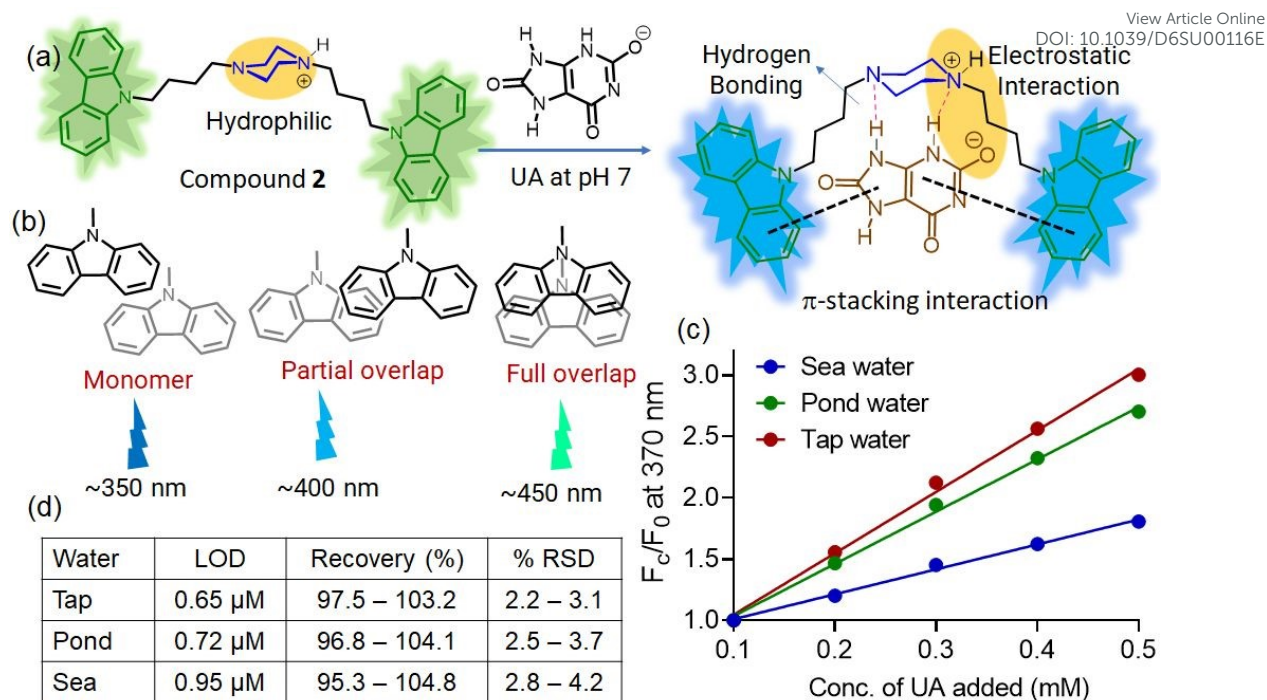 View Article Online
DOI: 10.1039/D6SU00116E
(a)
N
N
N
H
⊕
Hydrophilic
N
Compound 2
H
N
H
N
O⊖
O
N
H
N
O
UA at pH 7
Hydrogen
Bonding
N
N
⊕
H
Electrostatic
Interaction
N
N
H
N
H
N
O⊖
O
N
H
N
O
π-stacking interaction
(b)
N
N
Monomer
~350 nm
N
N
Partial overlap
~400 nm
N
N
Full overlap
~450 nm
(c)
Sea water
Pond water
Tap water
Fc/F0 at 370 nm
3.0
2.5
2.0
1.5
1.0
0.1 0.2 0.3 0.4 0.5
Conc. of UA added (mM)
(d)
Water LOD Recovery (%) % RSD
Tap 0.65 µM 97.5 – 103.2 2.2 – 3.1
Pond 0.72 µM 96.8 – 104.1 2.5 – 3.7
Sea 0.95 µM 95.3 – 104.8 2.8 – 4.2